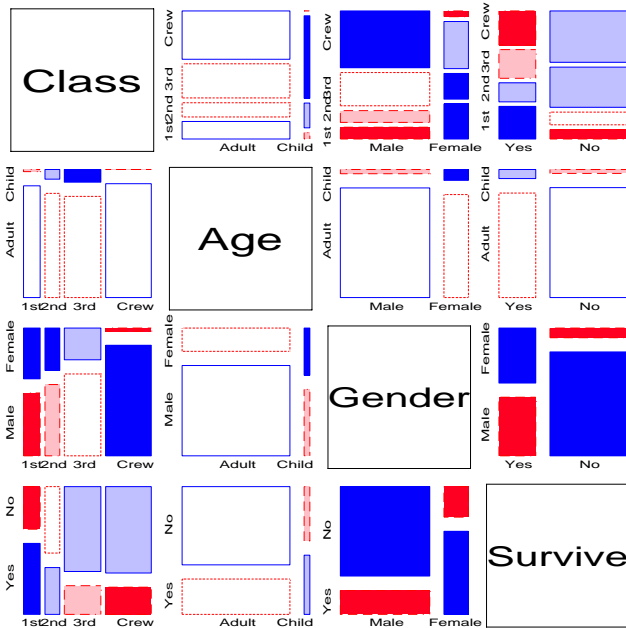 Class
1st 2nd 3rd Crew
Adult Child
1st 2nd 3rd Crew
Male Female
1st 2nd 3rd Crew
Yes No
Adult Child
1st 2nd 3rd Crew
Age
Adult Child
Male Female
Adult Child
Yes No
Male Female
1st 2nd 3rd Crew
Male Female
Adult Child
Gender
Male Female
Yes No
Yes No
1st 2nd 3rd Crew
Yes No
Adult Child
Yes No
Male Female
Survive